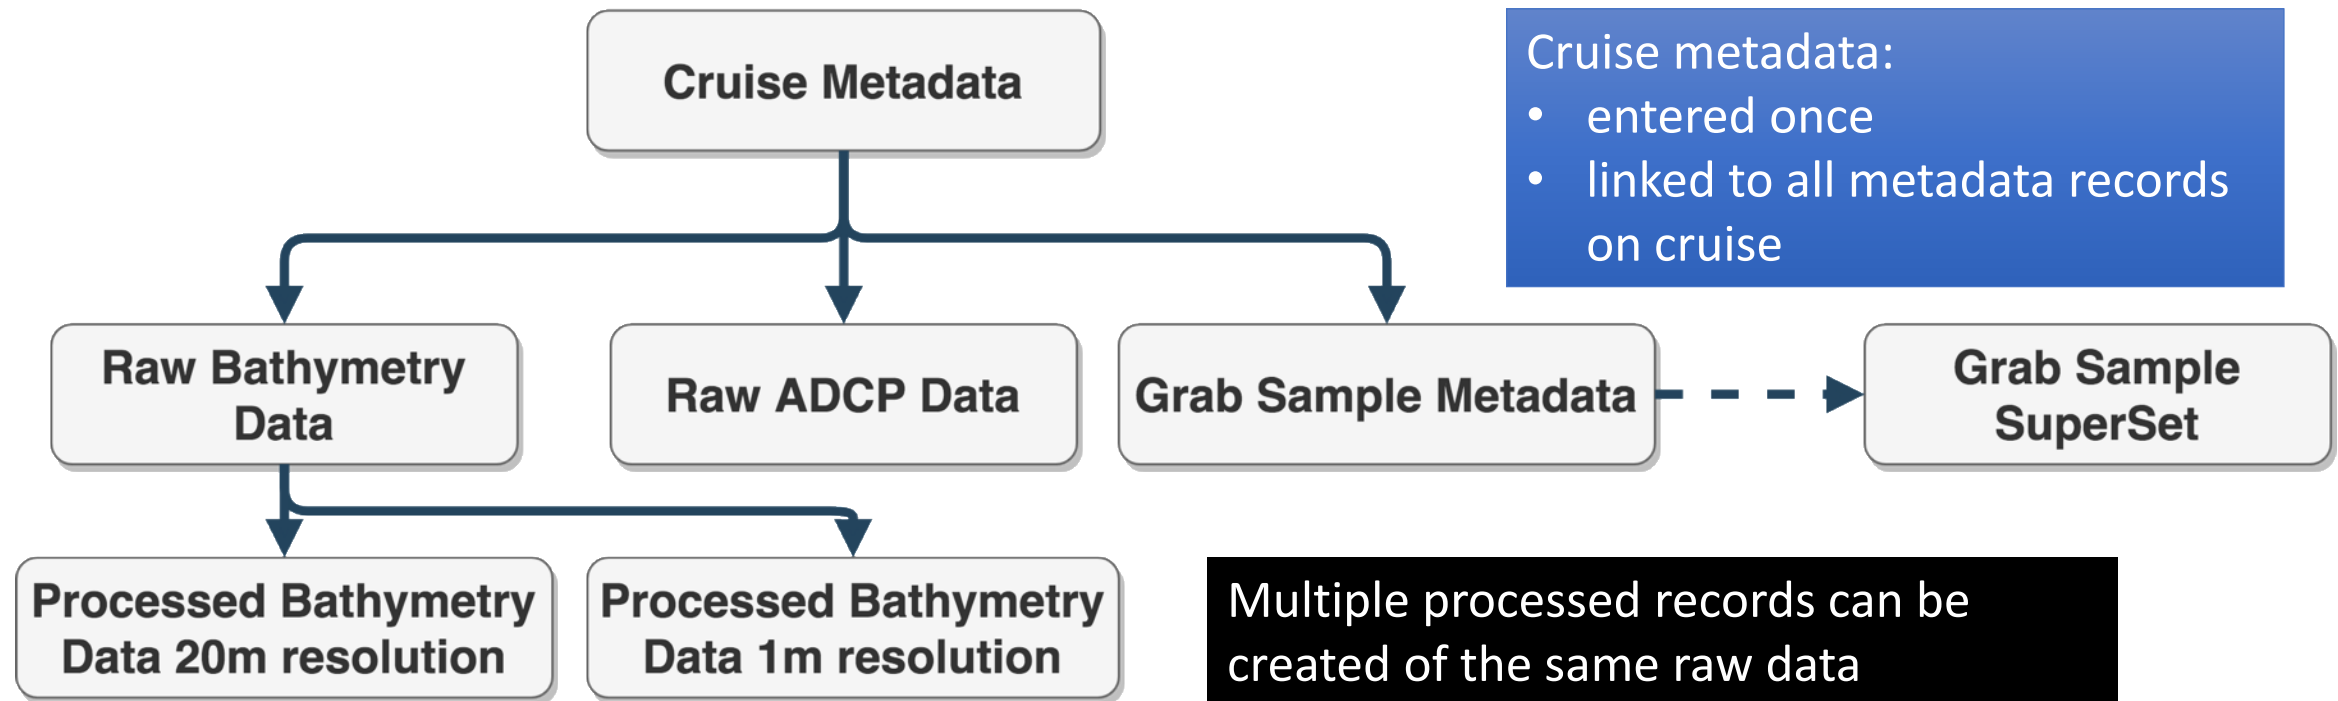 Cruise Metadata
Cruise metadata:
• entered once
• linked to all metadata records
on cruise
Raw Bathymetry
Data
Raw ADCP Data
Grab Sample Metadata
Grab Sample
SuperSet
Processed Bathymetry
Data 20m resolution
Processed Bathymetry
Data 1m resolution
Multiple processed records can be
created of the same raw data